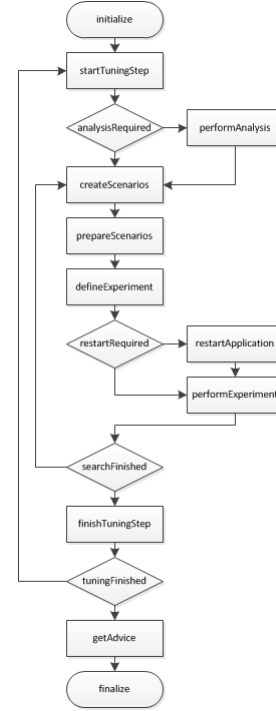 initialize
startTuningStep
analysisRequired
performAnalysis
createScenarios
prepareScenarios
defineExperiment
restartRequired
restartApplication
performExperiment
searchFinished
finishTuningStep
tuningFinished
getAdvice
finalize